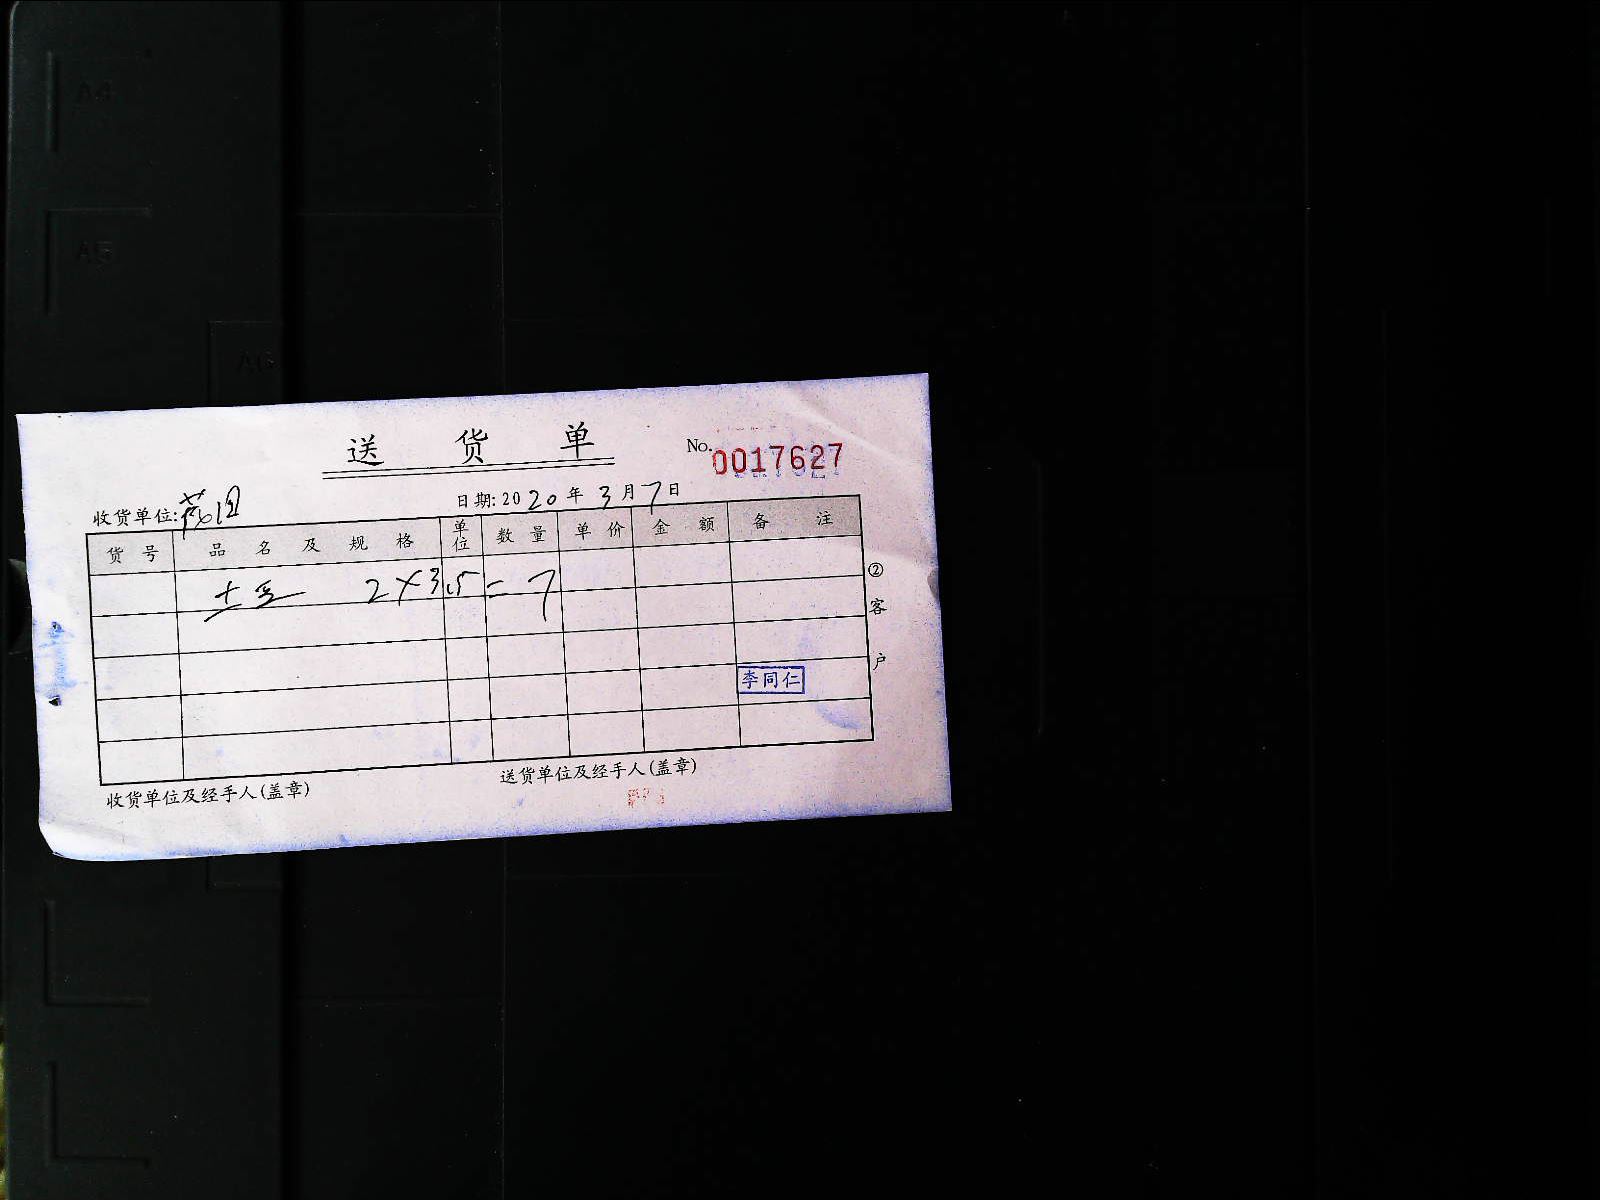 A4
A5
A6
送货单
No. 0017627
收货单位:
日期: 2020年3月7日
货号 品名及规格 单位 数量 单价 金额 备注
土豆 2×3.5=7
②客户
李同仁
收货单位及经手人(盖章) 送货单位及经手人(盖章)